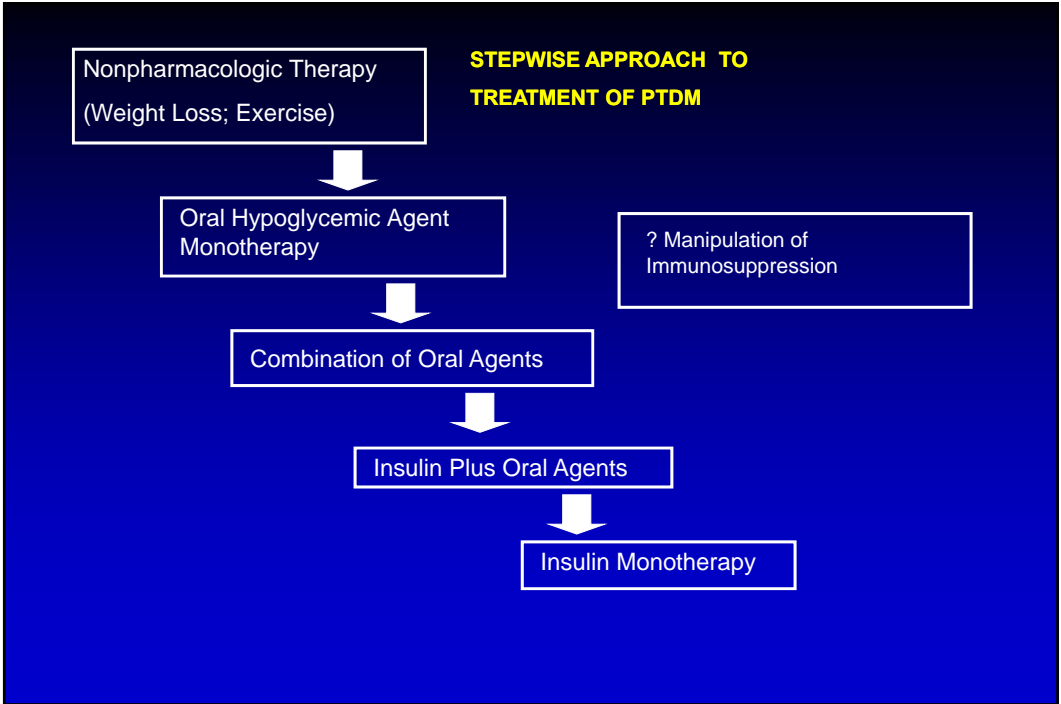 STEPWISE APPROACH TO
TREATMENT OF PTDM
Nonpharmacologic Therapy
(Weight Loss; Exercise)
Oral Hypoglycemic Agent
Monotherapy
? Manipulation of
Immunosuppression
Combination of Oral Agents
Insulin Plus Oral Agents
Insulin Monotherapy